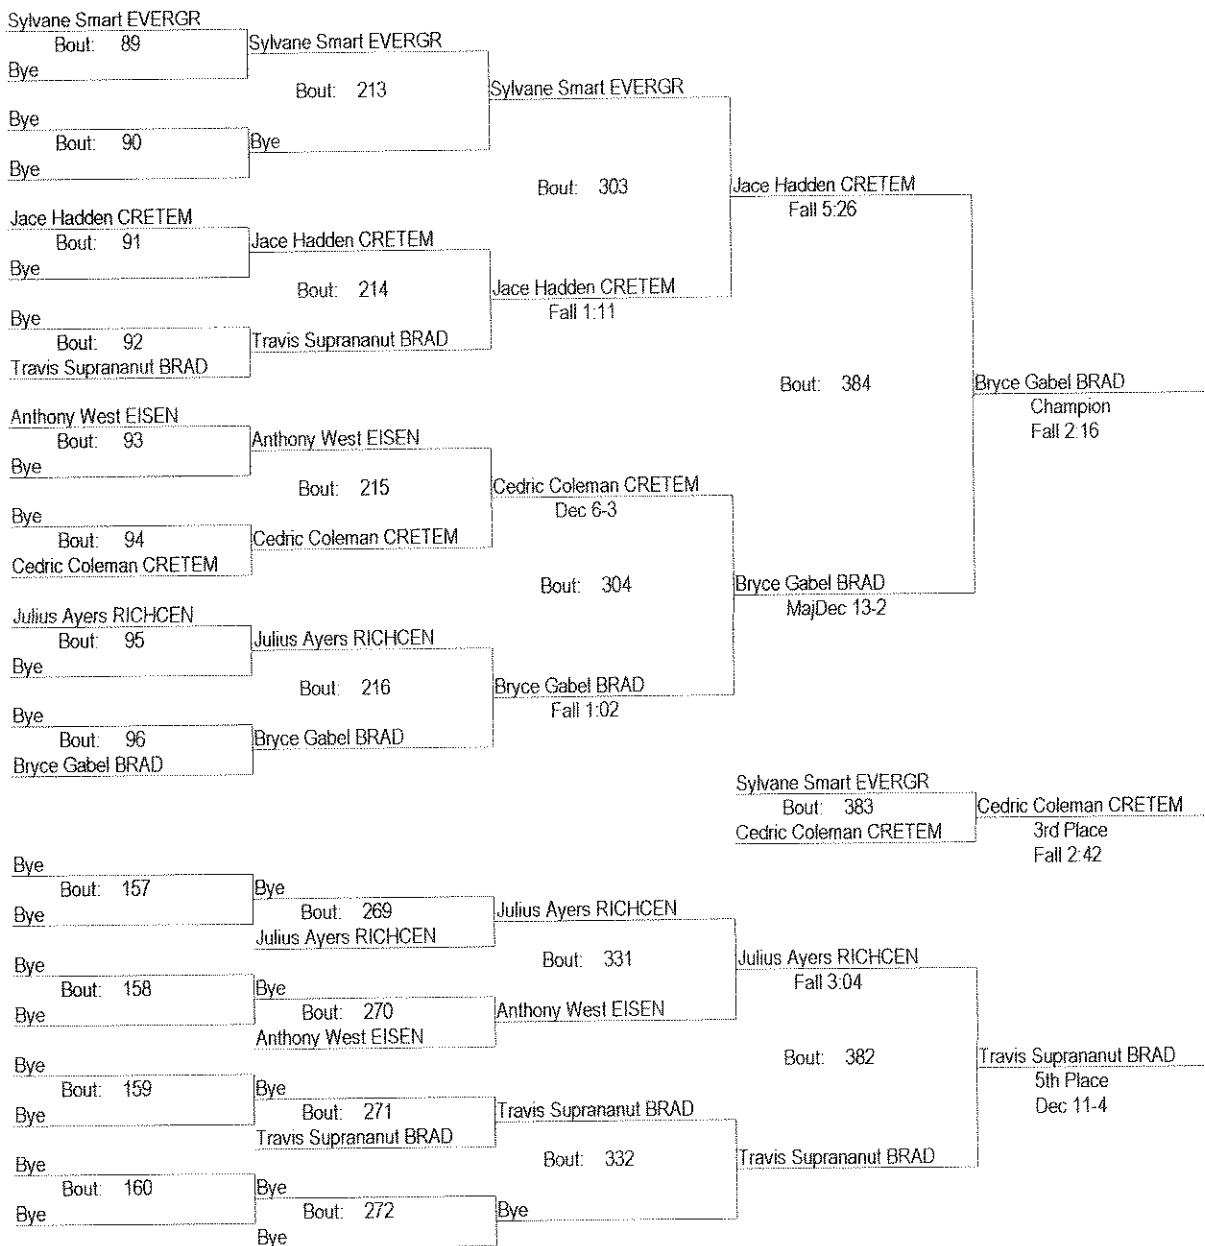 Sylvane Smart EVERGR
Bout: 89
Bye
Sylvane Smart EVERGR
Bout: 213
Sylvane Smart EVERGR
Bye
Bout: 90
Bye
Bye
Bout: 303
Jace Hadden CRETEM
Fall 5:26
Jace Hadden CRETEM
Bout: 91
Bye
Jace Hadden CRETEM
Bout: 214
Jace Hadden CRETEM
Fall 1:11
Bye
Bout: 92
Travis Suprananut BRAD
Travis Suprananut BRAD
Bout: 384
Bryce Gabel BRAD
Champion
Fall 2:16
Anthony West EISEN
Bout: 93
Bye
Anthony West EISEN
Bout: 215
Cedric Coleman CRETEM
Dec 6-3
Bye
Bout: 94
Cedric Coleman CRETEM
Cedric Coleman CRETEM
Bout: 304
Bryce Gabel BRAD
MajDec 13-2
Julius Ayers RICHCEN
Bout: 95
Bye
Julius Ayers RICHCEN
Bout: 216
Bryce Gabel BRAD
Fall 1:02
Bye
Bout: 96
Bryce Gabel BRAD
Bryce Gabel BRAD
Sylvane Smart EVERGR
Bout: 383
Cedric Coleman CRETEM
Cedric Coleman CRETEM
3rd Place
Fall 2:42
Bye
Bout: 157
Bye
Bye
Bout: 269
Julius Ayers RICHCEN
Julius Ayers RICHCEN
Bout: 331
Julius Ayers RICHCEN
Fall 3:04
Bye
Bout: 158
Bye
Bye
Bout: 270
Anthony West EISEN
Anthony West EISEN
Bout: 382
Travis Suprananut BRAD
5th Place
Dec 11-4
Bye
Bout: 159
Bye
Bye
Bout: 271
Travis Suprananut BRAD
Travis Suprananut BRAD
Bout: 332
Travis Suprananut BRAD
Bye
Bout: 160
Bye
Bye
Bout: 272
Bye
Bye